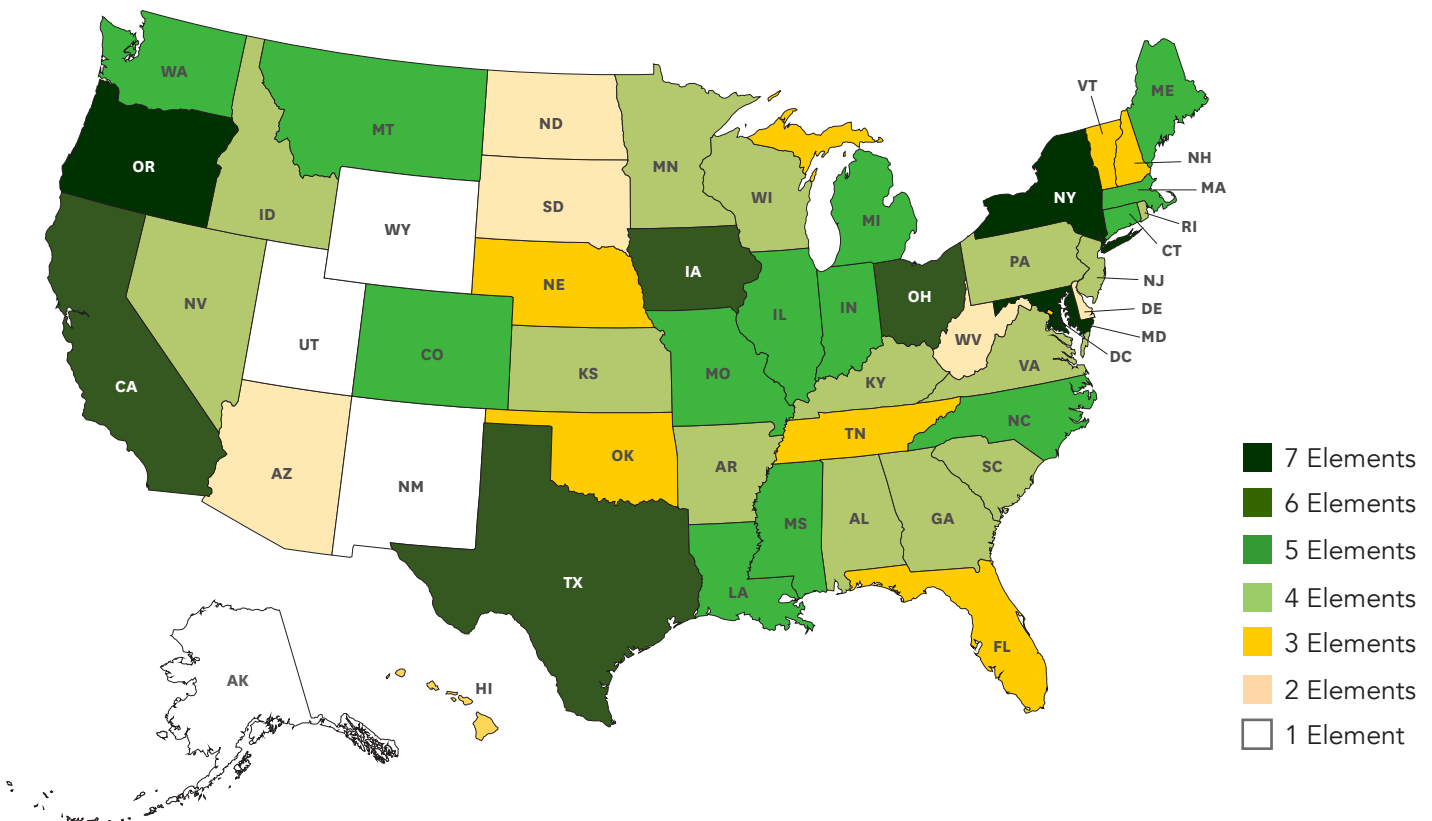 WA
MT
ND
MN
VT
ME
OR
ID
SD
WI
MI
NY
NH
MA
RI
CT
WY
NV
NE
IA
PA
NJ
UT
CO
KS
MO
IL
IN
OH
WV
VA
DE
MD
DC
CA
KY
AZ
NM
OK
AR
TN
NC
SC
TX
LA
MS
AL
GA
FL
AK
HI
7 Elements
6 Elements
5 Elements
4 Elements
3 Elements
2 Elements
1 Element